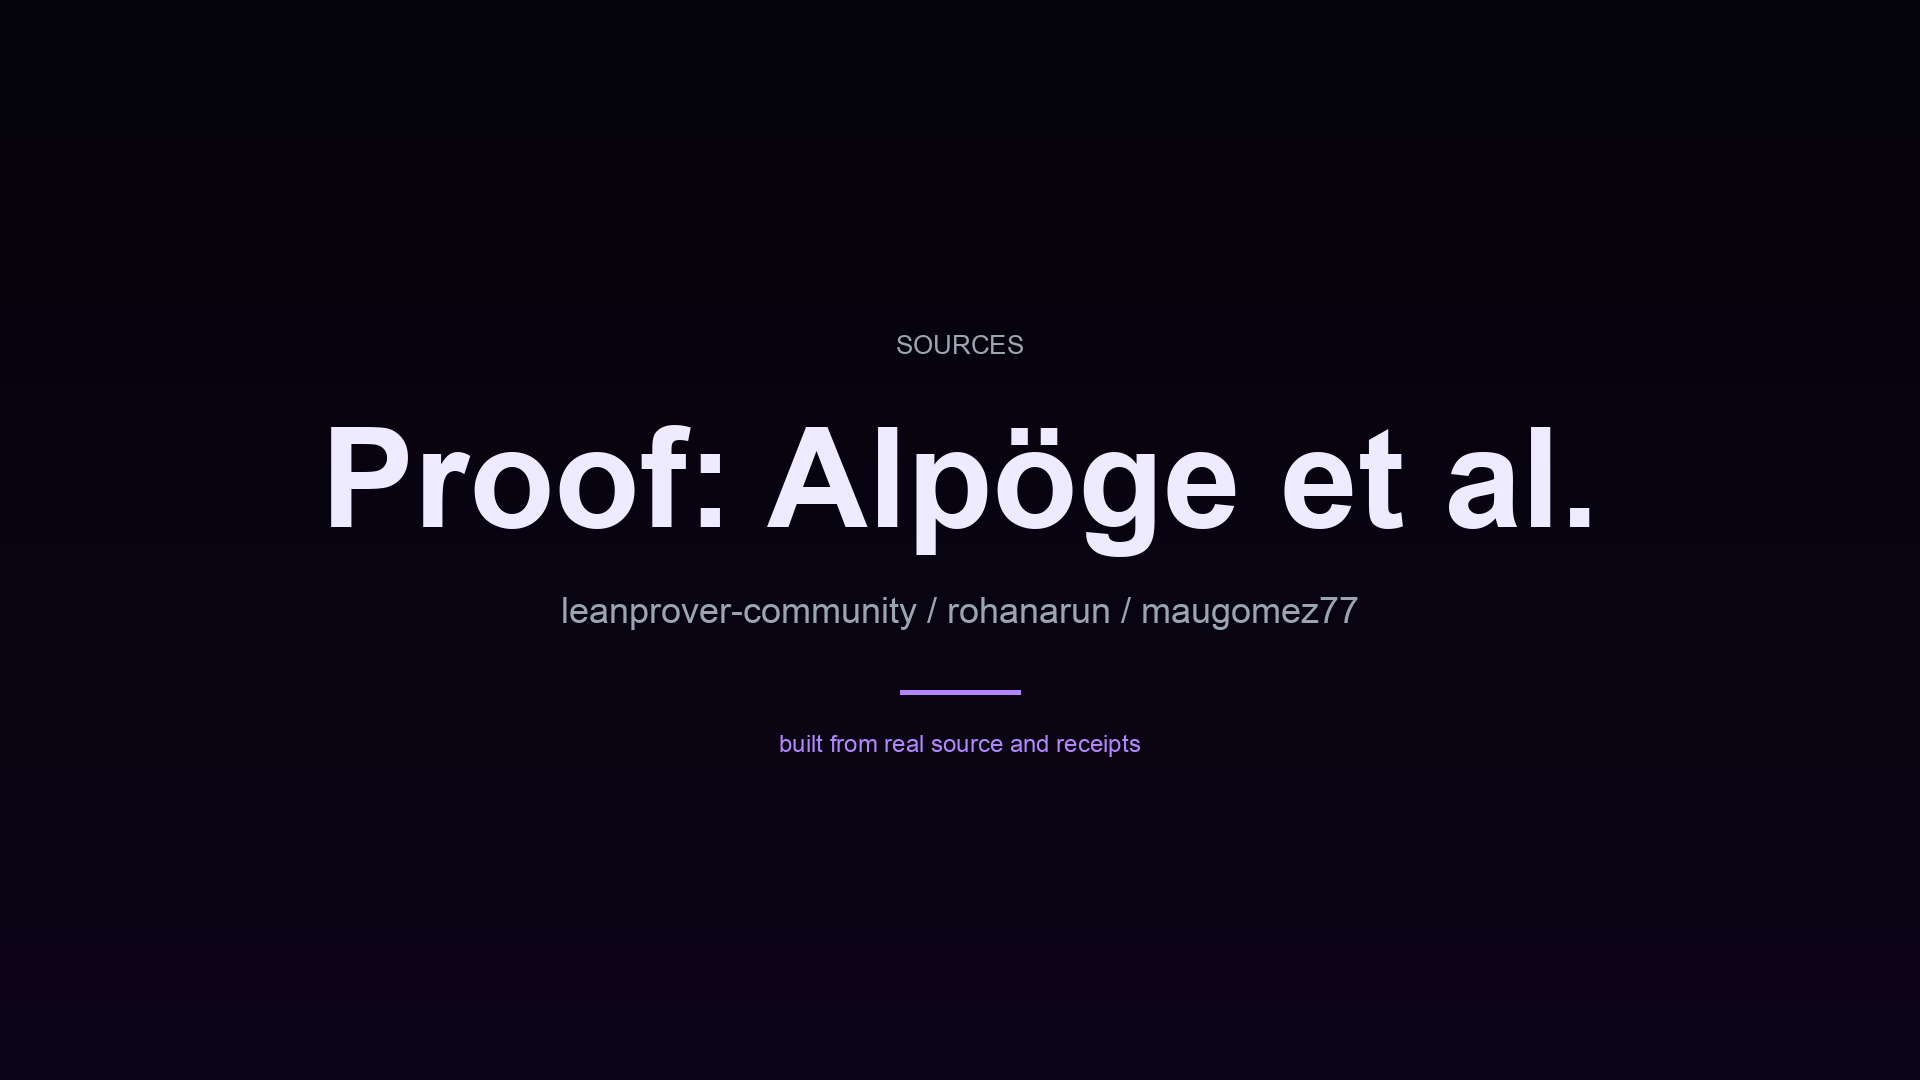 SOURCES
Proof: Alpöge et al.
leanprover-community / rohanarun / maugomez77
built from real source and receipts